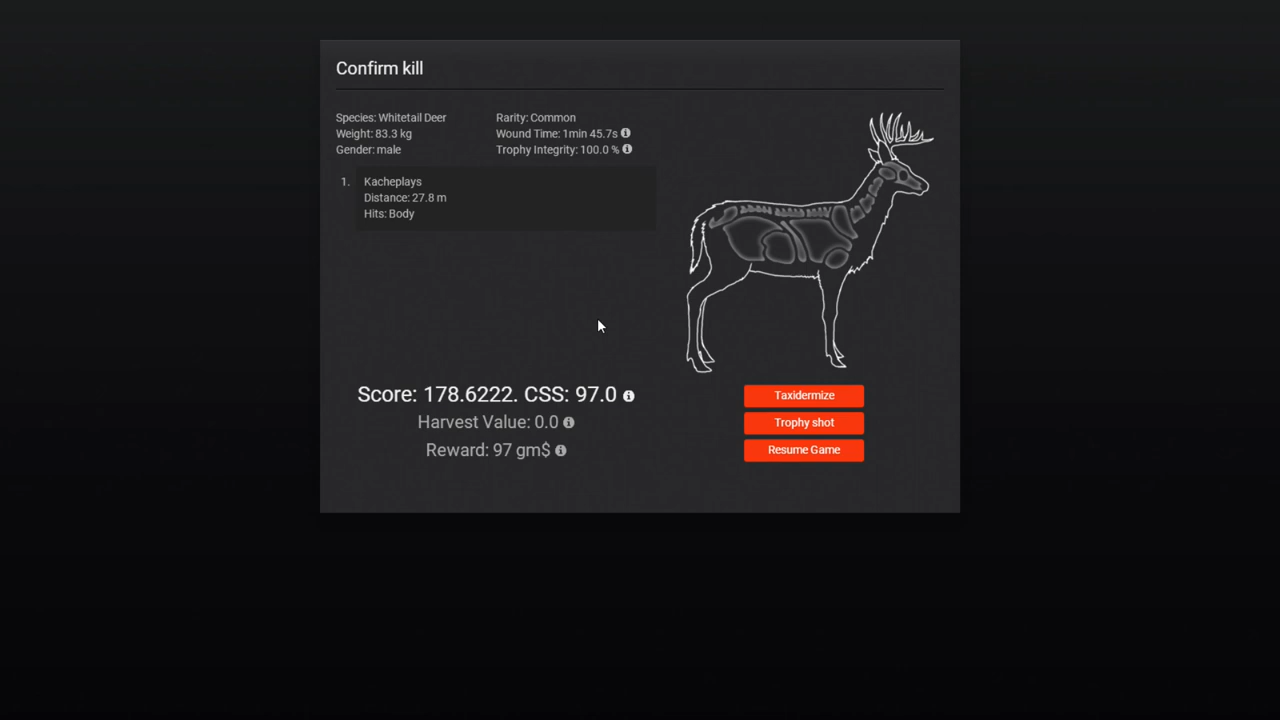 Confirm kill
Species: Whitetail Deer
Weight: 83.3 kg
Gender: male
Rarity: Common
Wound Time: 1min 45.7s
Trophy Integrity: 100.0 %
1.
Kacheplays
Distance: 27.8 m
Hits: Body
Score: 178.6222. CSS: 97.0
Harvest Value: 0.0
Reward: 97 gm$
Taxidermize
Trophy shot
Resume Game